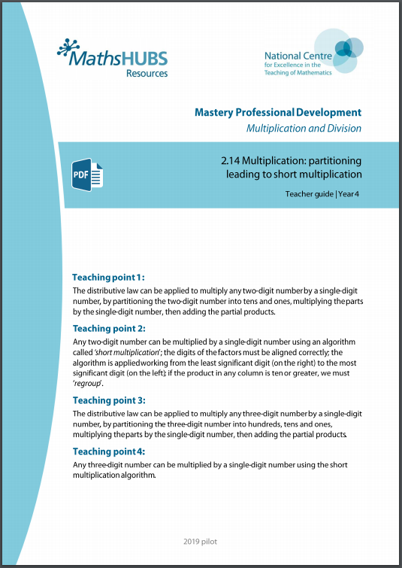 MathsHUBS
Resources
National Centre
for Excellence in the
Teaching of Mathematics
Mastery Professional Development
Multiplication and Division
PDF
2.14 Multiplication: partitioning
leading to short multiplication
Teacher guide | Year 4
Teaching point 1:
The distributive law can be applied to multiply any two-digit number by a single-digit
number, by partitioning the two-digit number into tens and ones, multiplying the parts
by the single-digit number, then adding the partial products.
Teaching point 2:
Any two-digit number can be multiplied by a single-digit number using an algorithm
called ‘short multiplication’; the digits of the factors must be aligned correctly; the
algorithm is applied working from the least significant digit (on the right) to the most
significant digit (on the left); if the product in any column is ten or greater, we must
‘regroup’.
Teaching point 3:
The distributive law can be applied to multiply any three-digit number by a single-digit
number, by partitioning the three-digit number into hundreds, tens and ones,
multiplying the parts by the single-digit number, then adding the partial products.
Teaching point 4:
Any three-digit number can be multiplied by a single-digit number using the short
multiplication algorithm.
2019 pilot